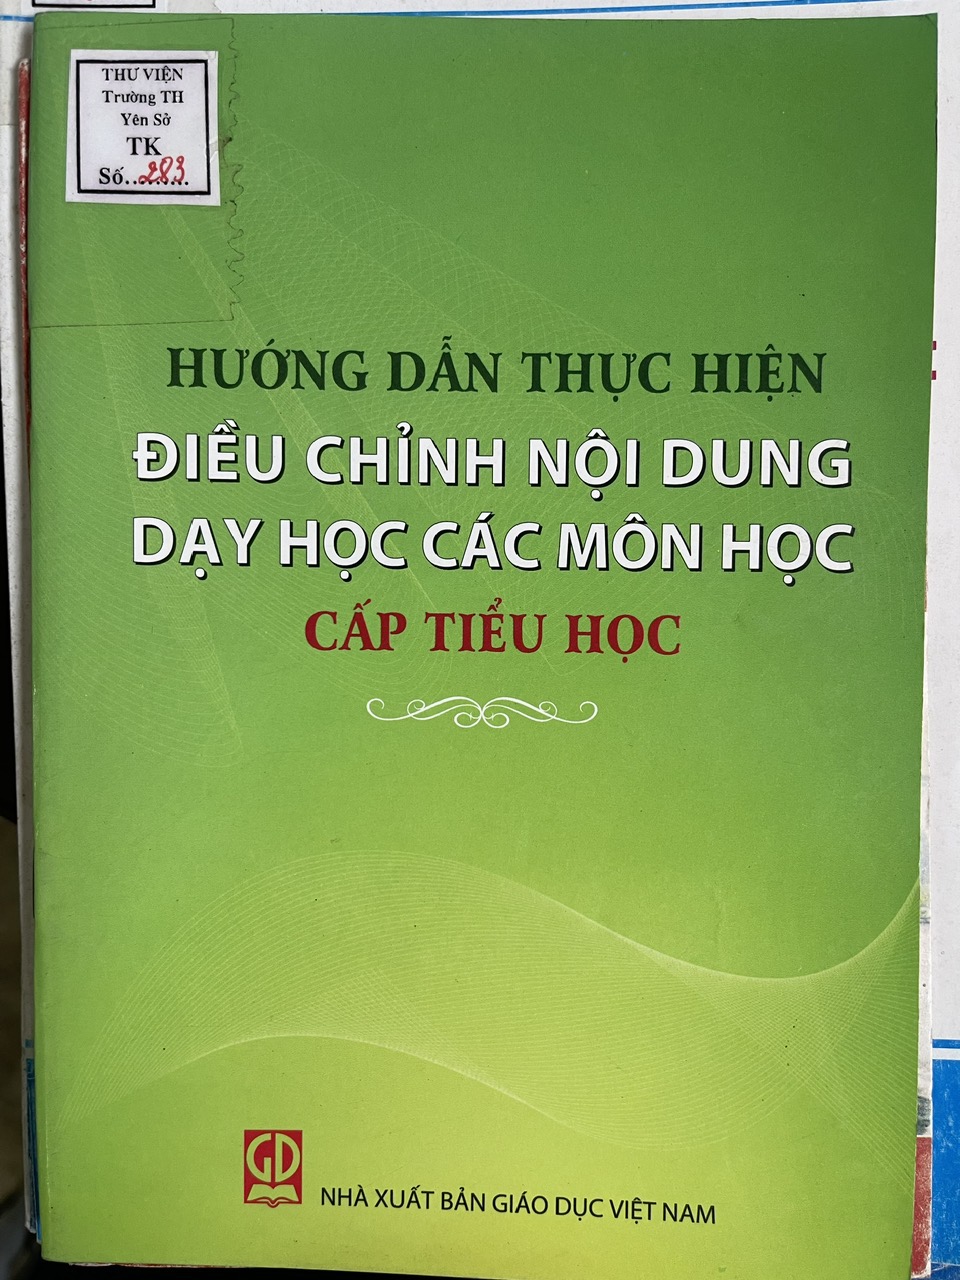 THƯ VIỆN
Trường TH
Yên Sở
TK
Số..283......
HƯỚNG DẪN THỰC HIỆN
ĐIỀU CHỈNH NỘI DUNG
DẠY HỌC CÁC MÔN HỌC
CẤP TIỂU HỌC
GD
NHÀ XUẤT BẢN GIÁO DỤC VIỆT NAM